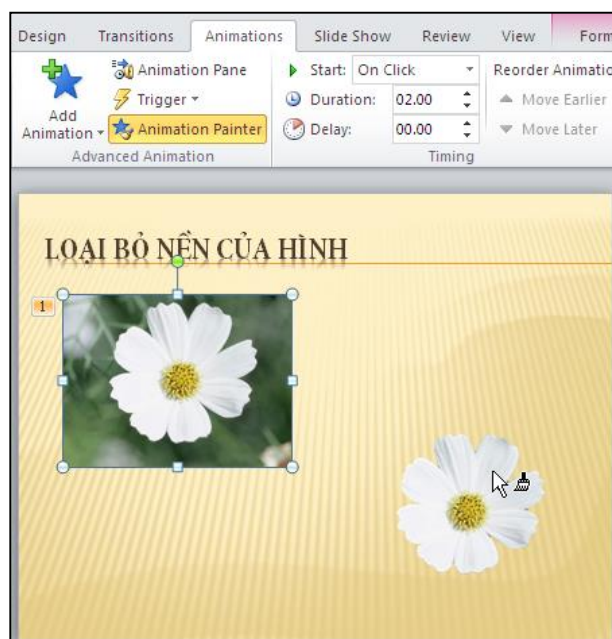 Design Transitions Animations Slide Show Review View Form
Add Animation
Animation Pane
Trigger
Animation Painter
Advanced Animation
Start: On Click
Duration: 02.00
Delay: 00.00
Timing
Reorder Animatio
Move Earlier
Move Later
LOẠI BỎ NỀN CỦA HÌNH
1